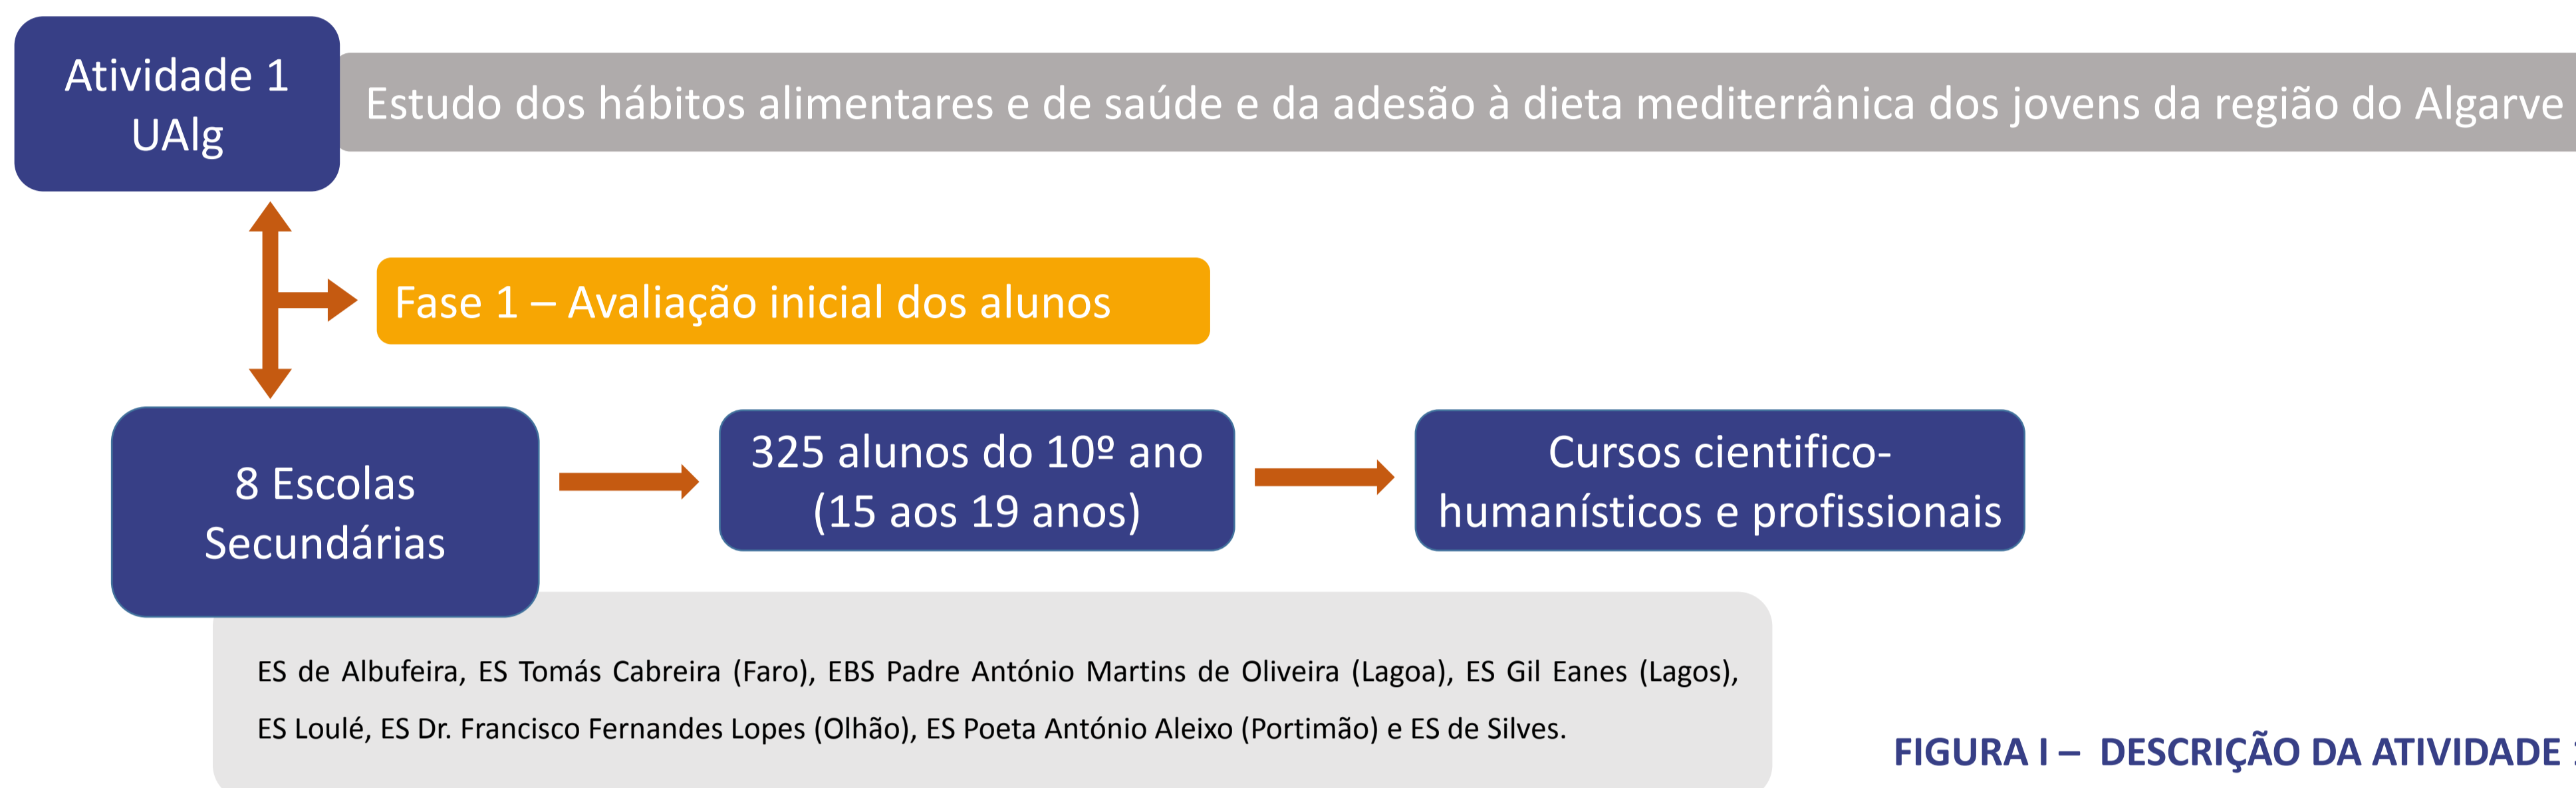 Atividade 1
UAlg
Estudo dos hábitos alimentares e de saúde e da adesão à dieta mediterrânica dos jovens da região do Algarve
Fase 1 – Avaliação inicial dos alunos
8 Escolas
Secundárias
325 alunos do 10º ano
(15 aos 19 anos)
Cursos cientifico-
humanísticos e profissionais
ES de Albufeira, ES Tomás Cabreira (Faro), EBS Padre António Martins de Oliveira (Lagoa), ES Gil Eanes (Lagos),
ES Loulé, ES Dr. Francisco Fernandes Lopes (Olhão), ES Poeta António Aleixo (Portimão) e ES de Silves.
FIGURA I – DESCRIÇÃO DA ATIVIDADE